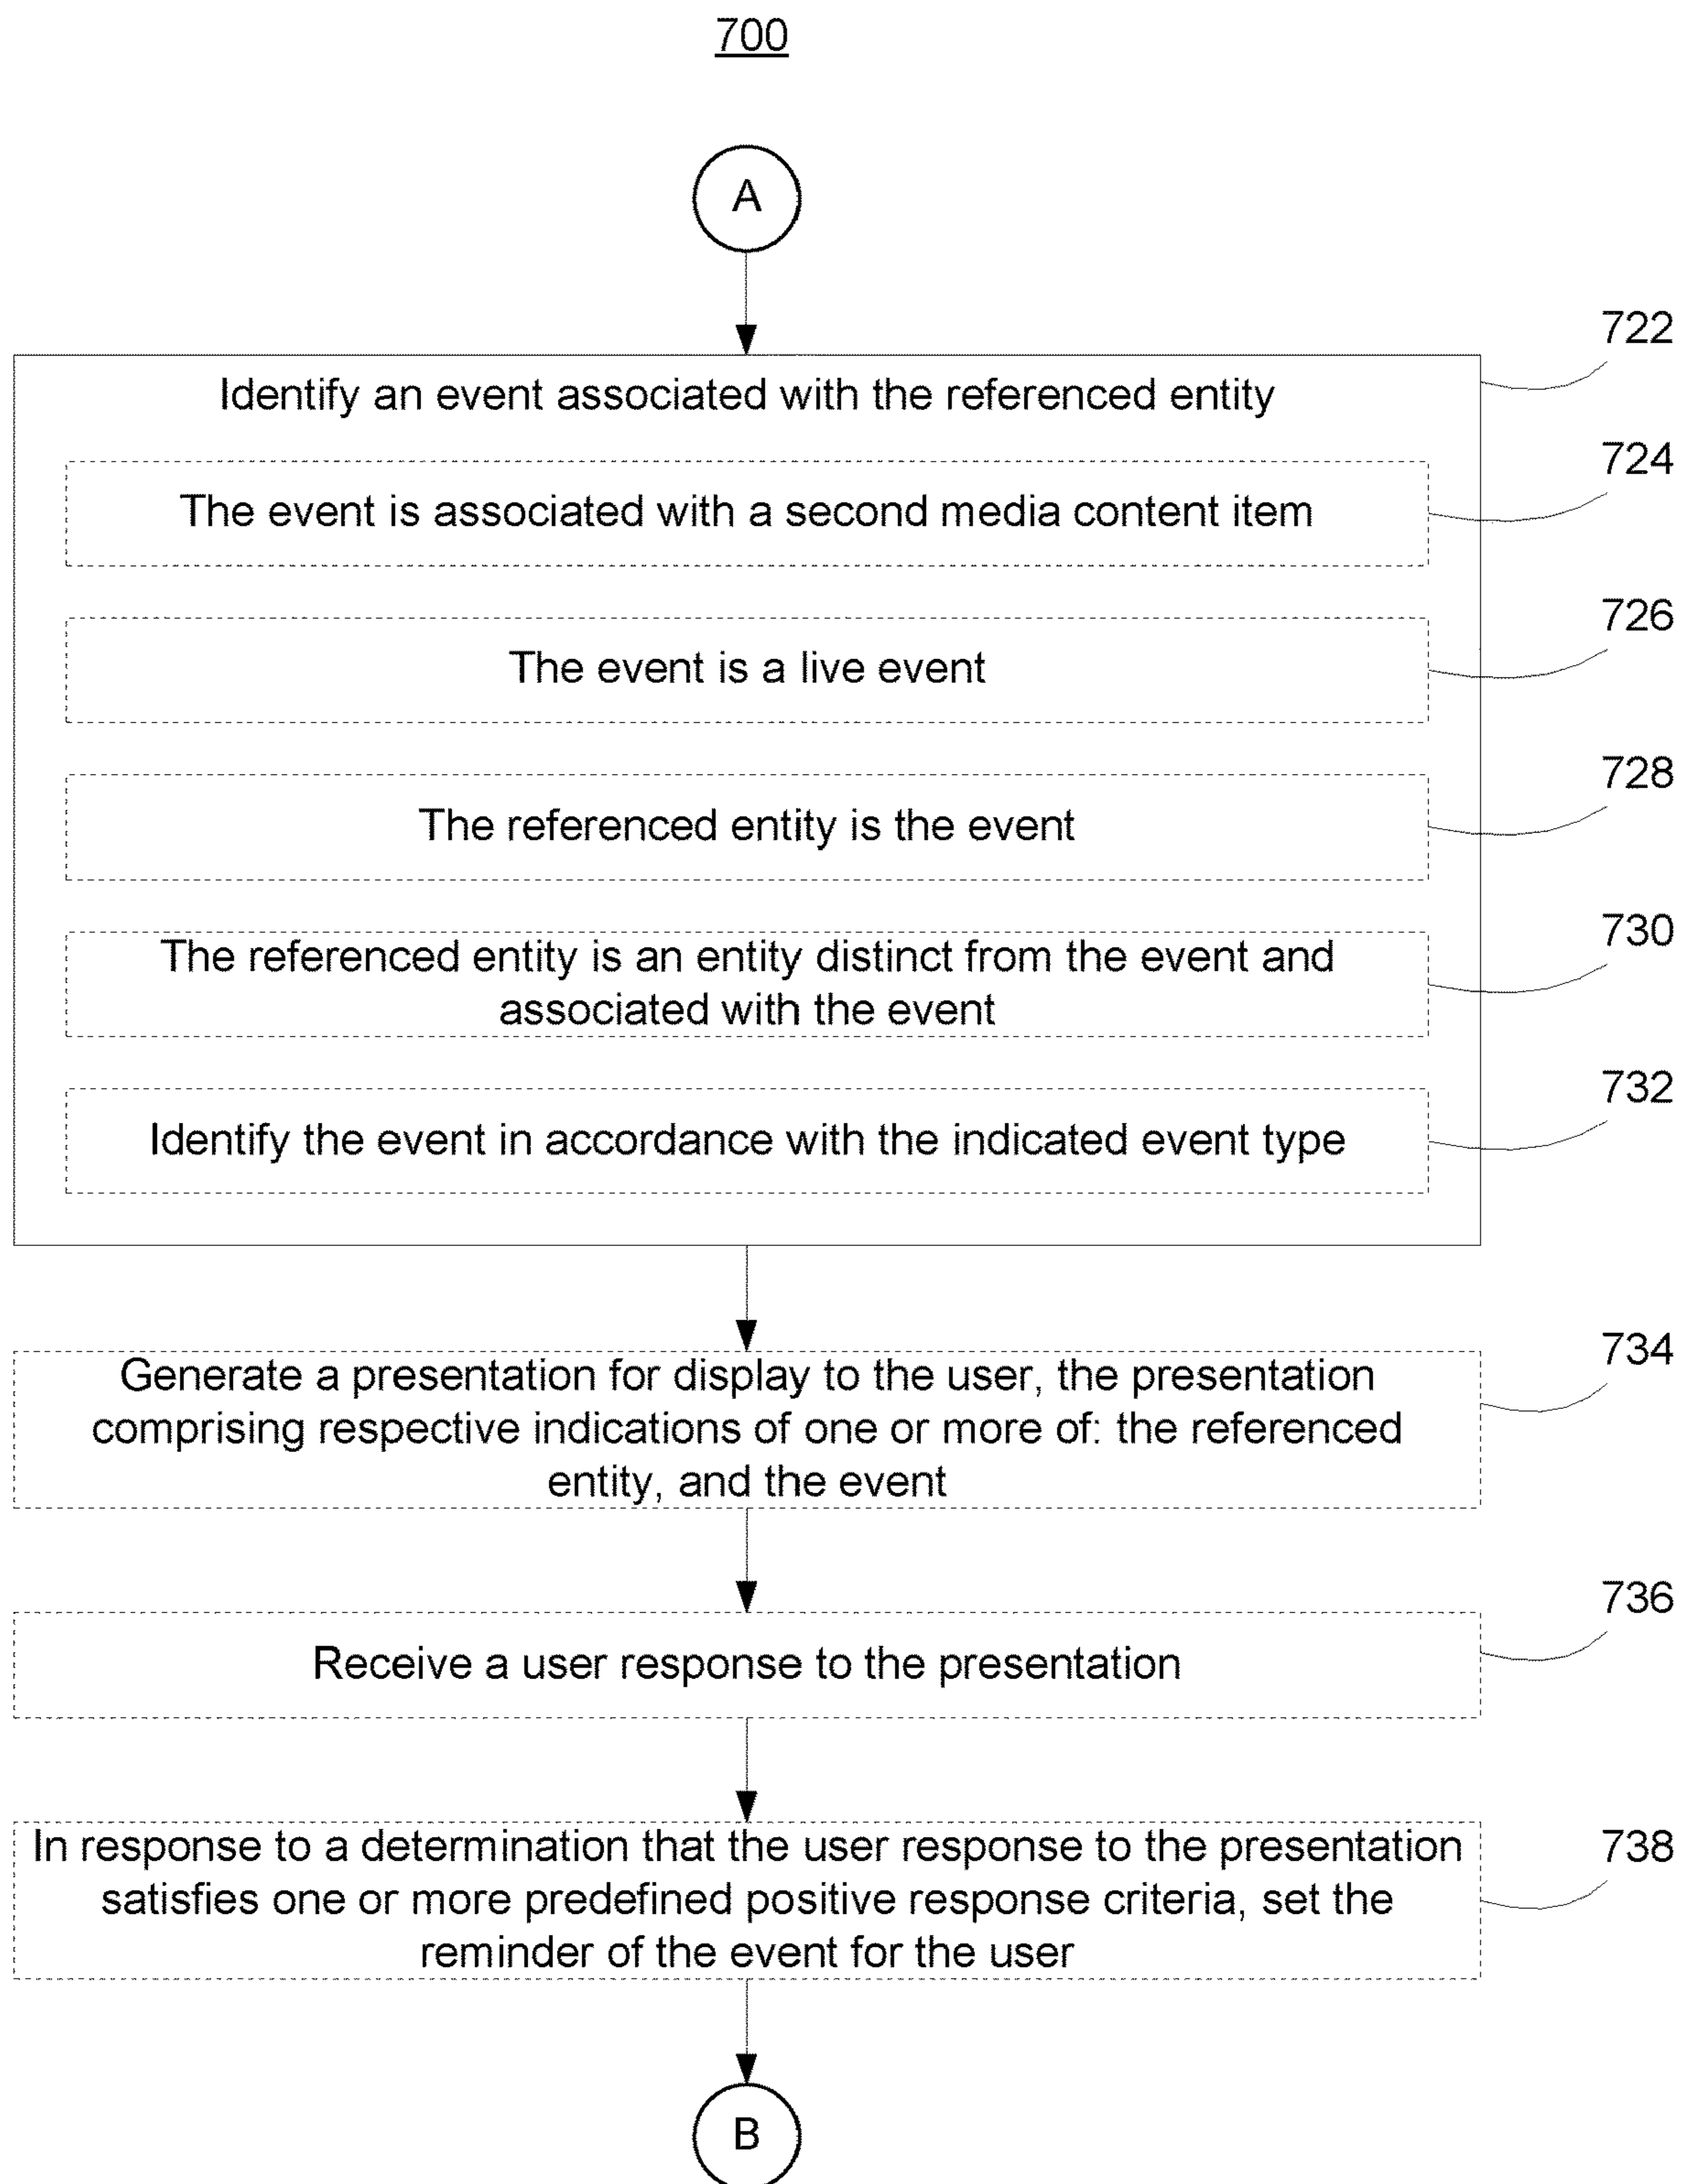 700
A
722
Identify an event associated with the referenced entity
724
The event is associated with a second media content item
726
The event is a live event
728
The referenced entity is the event
730
The referenced entity is an entity distinct from the event and
associated with the event
732
Identify the event in accordance with the indicated event type
734
Generate a presentation for display to the user, the presentation
comprising respective indications of one or more of: the referenced
entity, and the event
736
Receive a user response to the presentation
738
In response to a determination that the user response to the presentation
satisfies one or more predefined positive response criteria, set the
reminder of the event for the user
B